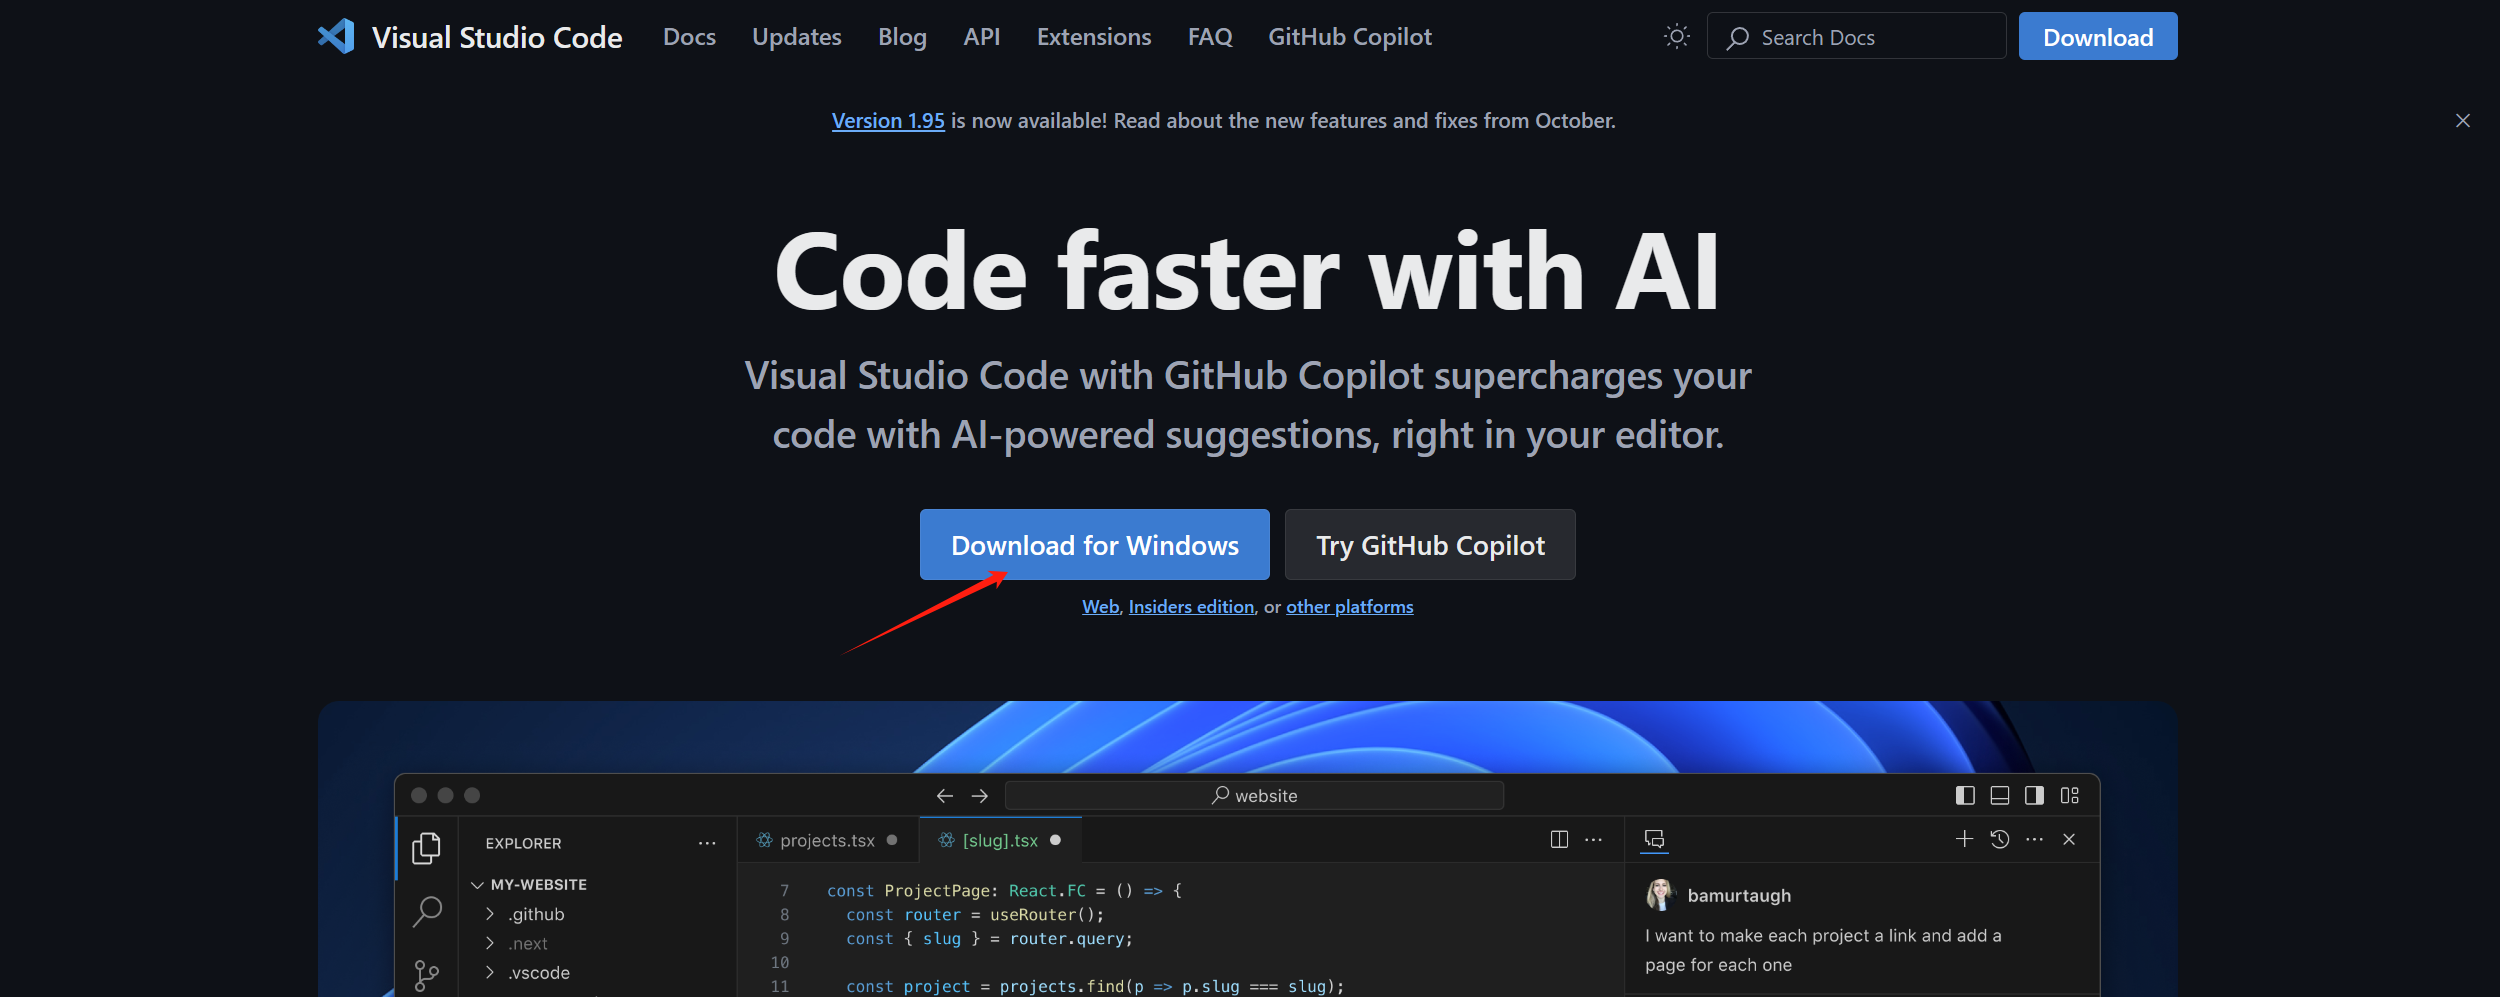 Visual Studio Code Docs Updates Blog API Extensions FAQ GitHub Copilot Search Docs Download
Version 1.95 is now available! Read about the new features and fixes from October.
Code faster with AI
Visual Studio Code with GitHub Copilot supercharges your
code with AI-powered suggestions, right in your editor.
Download for Windows Try GitHub Copilot
Web, Insiders edition, or other platforms
website
EXPLORER
projects.tsx
[slug].tsx
MY-WEBSITE
.github
.next
.vscode
7 const ProjectPage: React.FC = () => {
8 const router = useRouter();
9 const { slug } = router.query;
10
11 const project = projects.find(p => p.slug === slug);
bamurtaugh
I want to make each project a link and add a
page for each one